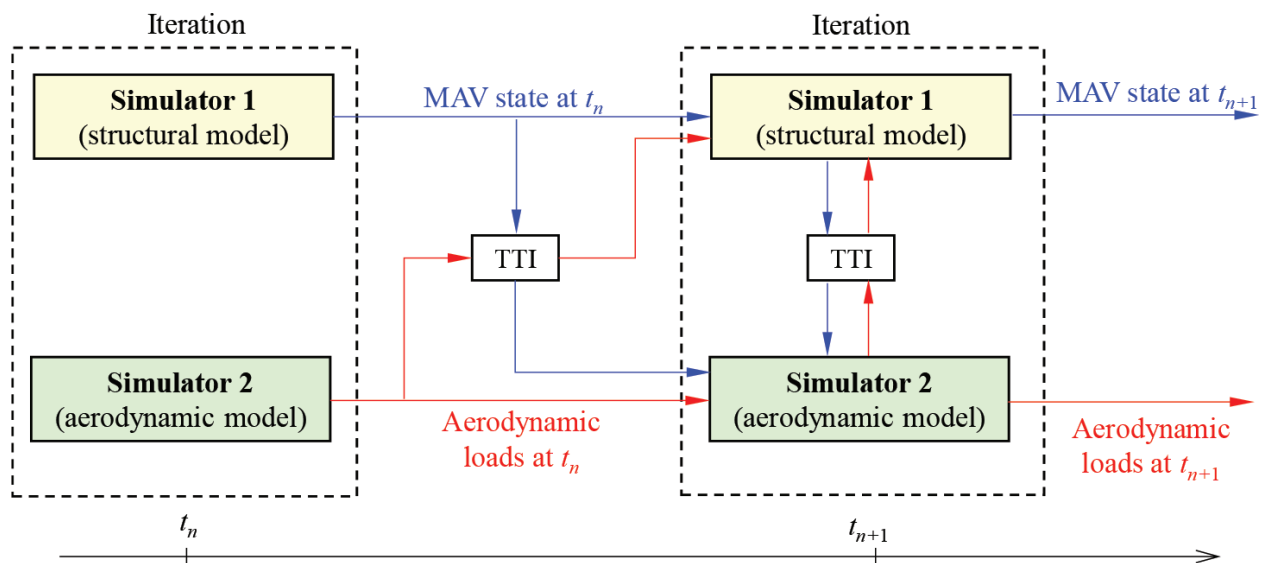 Iteration
Iteration
Simulator 1
(structural model)
MAV state at tₙ
Simulator 1
(structural model)
MAV state at tₙ₊₁
TTI
TTI
Simulator 2
(aerodynamic model)
Aerodynamic
loads at tₙ
Simulator 2
(aerodynamic model)
Aerodynamic
loads at tₙ₊₁
tₙ
tₙ₊₁